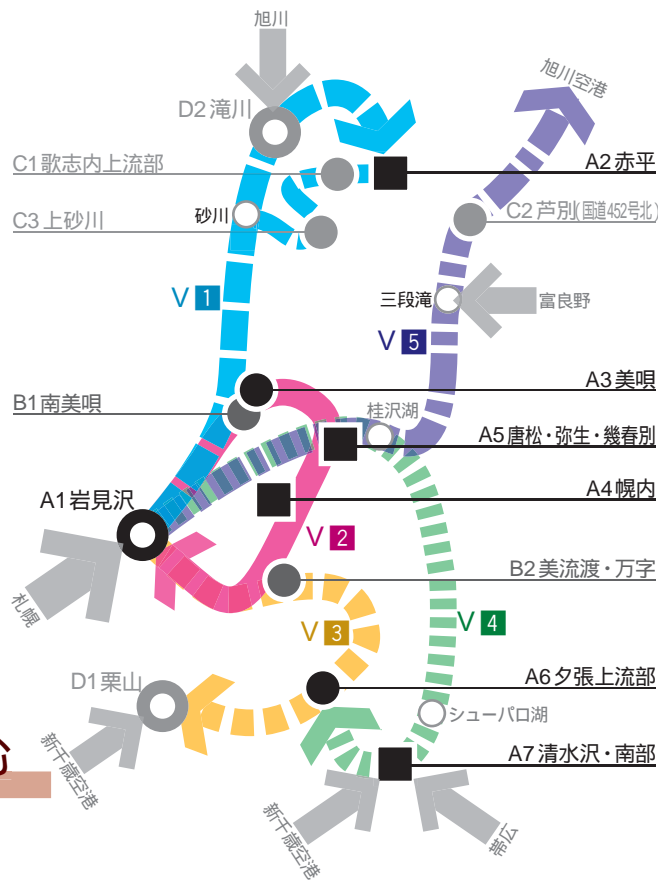 旭川
旭川空港
D2 滝川
C1 歌志内上流部
A2 赤平
砂川
C3 上砂川
C2 芦別(国道452号北)
V 1
三段滝
富良野
V 5
A3 美唄
B1 南美唄
桂沢湖
A5 唐松・弥生・幾春別
A1 岩見沢
A4 幌内
V 2
札幌
B2 美流渡・万字
V 3
V 4
D1 栗山
A6 夕張上流部
シューパロ湖
新千歳空港
A7 清水沢・南部
新千歳空港
帯広